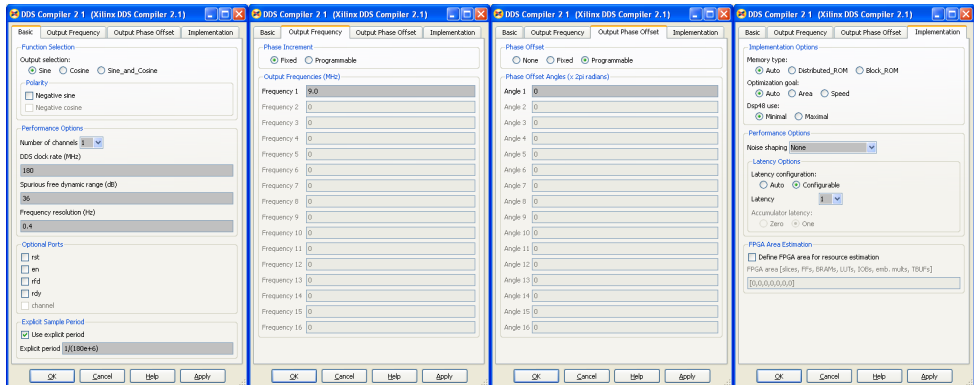 DDS Compiler 2 1 (Xilinx DDS Compiler 2.1)
Basic Output Frequency Output Phase Offset Implementation
Function Selection
Output selection:
Sine Cosine Sine_and_Cosine
Polarity
Negative sine
Negative cosine
Performance Options
Number of channels 1
DDS clock rate (MHz)
180
Spurious free dynamic range (dB)
36
Frequency resolution (Hz)
0.4
Optional Ports
rst
en
rfd
rdy
channel
Explicit Sample Period
Use explicit period
Explicit period 1/(180e+6)
OK Cancel Help Apply
DDS Compiler 2 1 (Xilinx DDS Compiler 2.1)
Basic Output Frequency Output Phase Offset Implementation
Phase Increment
Fixed Programmable
Output Frequencies (MHz)
Frequency 1 9.0
Frequency 2 0
Frequency 3 0
Frequency 4 0
Frequency 5 0
Frequency 6 0
Frequency 7 0
Frequency 8 0
Frequency 9 0
Frequency 10 0
Frequency 11 0
Frequency 12 0
Frequency 13 0
Frequency 14 0
Frequency 15 0
Frequency 16 0
OK Cancel Help Apply
DDS Compiler 2 1 (Xilinx DDS Compiler 2.1)
Basic Output Frequency Output Phase Offset Implementation
Phase Offset
None Fixed Programmable
Phase Offset Angles (x 2pi radians)
Angle 1 0
Angle 2 0
Angle 3 0
Angle 4 0
Angle 5 0
Angle 6 0
Angle 7 0
Angle 8 0
Angle 9 0
Angle 10 0
Angle 11 0
Angle 12 0
Angle 13 0
Angle 14 0
Angle 15 0
Angle 16 0
OK Cancel Help Apply
DDS Compiler 2 1 (Xilinx DDS Compiler 2.1)
Basic Output Frequency Output Phase Offset Implementation
Implementation Options
Memory type:
Auto Distributed_ROM Block_ROM
Optimization goal:
Auto Area Speed
Dsp48 use:
Minimal Maximal
Performance Options
Noise shaping None
Latency Options
Latency configuration:
Auto Configurable
Latency 1
Accumulator latency:
Zero One
FPGA Area Estimation
Define FPGA area for resource estimation
FPGA area [slices, FFs, BRAMs, LUTs, IOBs, emb. mults, TBUFs]
[0,0,0,0,0,0,0]
OK Cancel Help Apply